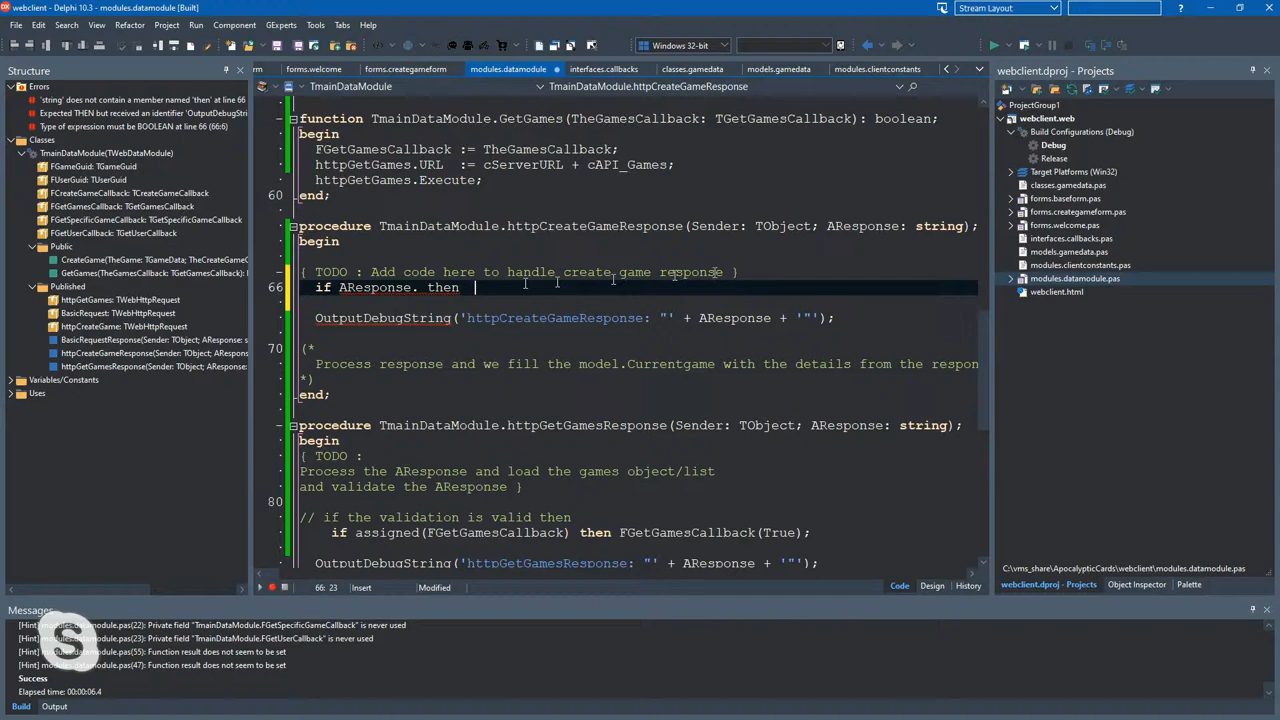 webclient - Delphi 10.3 - modules.datamodule [Built]
Stream Layout
File Edit Search View Refactor Project Run Component GExperts Tools Tabs Help
Windows 32-bit
Structure
Errors
'string' does not contain a member named 'then' at line 66
Expected THEN but received an identifier 'OutputDebugStrin
Type of expression must be BOOLEAN at line 66 (66:6)
Classes
TmainDataModule(TWebDataModule)
FGameGuid: TGameGuid
FUserGuid: TUserGuid
FCreateGameCallback: TCreateGameCallback
FGetGamesCallback: TGetGamesCallback
FGetSpecificGameCallback: TGetSpecificGameCallback
FGetUserCallback: TGetUserCallback
Public
CreateGame(TheGameData: TGameData; TheCreateGameCallback:
GetGames(TheGamesCallback: TGetGamesCallback):
Published
httpGetGames: TWebHttpRequest
BasicRequest: TWebHttpRequest
httpCreateGame: TWebHttpRequest
BasicRequestResponse(Sender: TObject; AResponse:
httpCreateGameResponse(Sender: TObject; AResponse:
httpGetGamesResponse(Sender: TObject; AResponse:
Variables/Constants
Uses
rm forms.welcome forms.creategameform modules.datamodule interfaces.callbacks classes.gamedata models.gamedata modules.clientconstants
TmainDataModule TmainDataModule.httpCreateGameResponse
function TmainDataModule.GetGames(TheGamesCallback: TGetGamesCallback): boolean;
begin
FGetGamesCallback := TheGamesCallback;
httpGetGames.URL := cServerURL + cAPI_Games;
httpGetGames.Execute;
60 end;
procedure TmainDataModule.httpCreateGameResponse(Sender: TObject; AResponse: string);
begin
{ TODO : Add code here to handle create game response }
66 if AResponse. then
OutputDebugString('httpCreateGameResponse: "' + AResponse + '"');
70 (*
Process response and we fill the model.Currentgame with the details from the respon
*)
end;
procedure TmainDataModule.httpGetGamesResponse(Sender: TObject; AResponse: string);
begin
{ TODO :
Process the AResponse and load the games object/list
and validate the AResponse }
80
// if the validation is valid then
if assigned(FGetGamesCallback) then FGetGamesCallback(True);
OutputDebugString('httpGetGamesResponse: "' + AResponse + '"');
66: 23 Insert Modified
Code Design History
webclient.dproj - Projects
ProjectGroup1
webclient.web
Build Configurations (Debug)
Debug
Release
Target Platforms (Win32)
classes.gamedata.pas
forms.baseform.pas
forms.creategameform.pas
forms.welcome.pas
interfaces.callbacks.pas
models.gamedata.pas
modules.clientconstants.pas
modules.datamodule.pas
webclient.html
C:\vms_share\ApocalypticCards\webclient\modules.datamodule.pas
webclient.dproj - Projects Object Inspector Palette
Messages
[Hint] modules.datamodule.pas(22): Private field "TmainDataModule.FGetSpecificGameCallback" is never used
[Hint] modules.datamodule.pas(23): Private field "TmainDataModule.FGetUserCallback" is never used
[Hint] modules.datamodule.pas(55): Function result does not seem to be set
[Hint] modules.datamodule.pas(47): Function result does not seem to be set
Success
Elapsed time: 00:00:06.4
Build Output